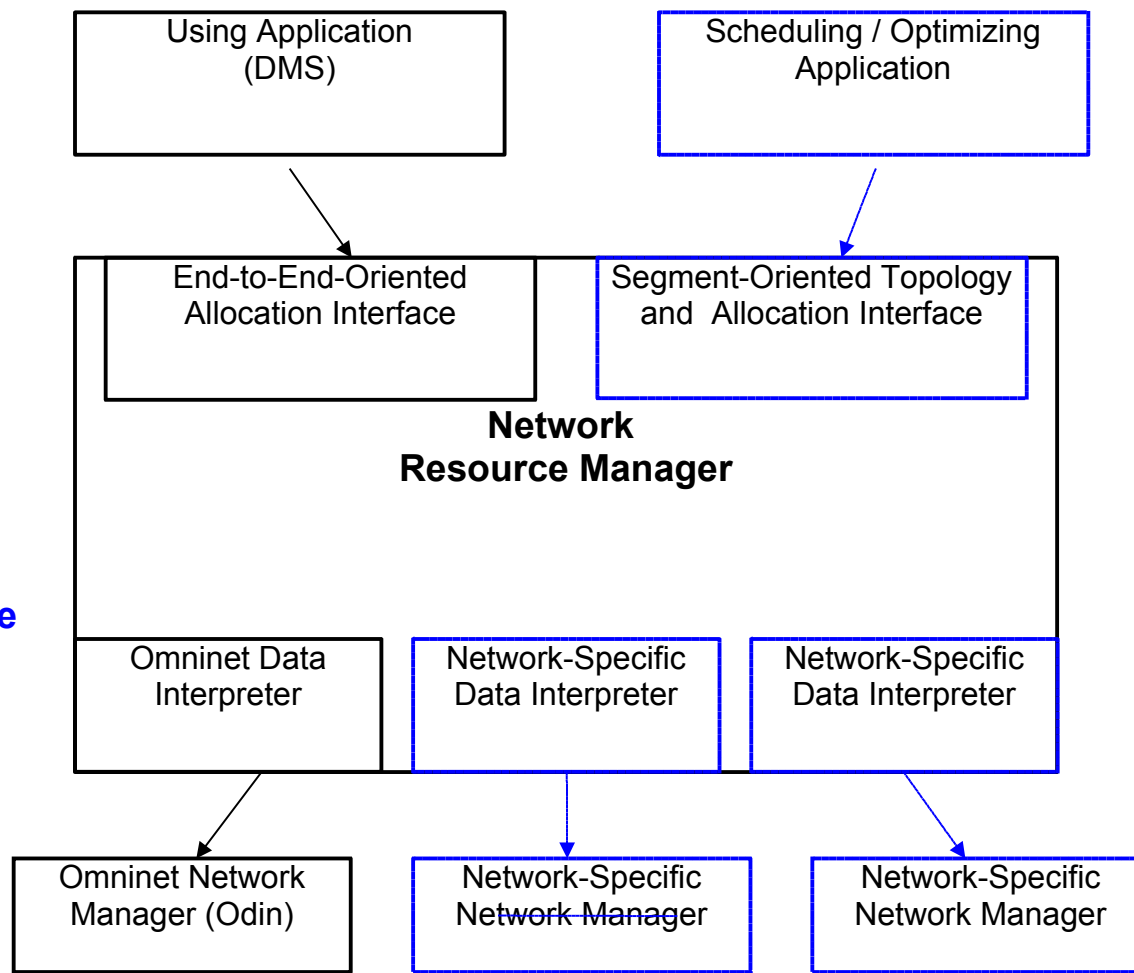 Using Application
(DMS)
Scheduling / Optimizing
Application
End-to-End-Oriented
Allocation Interface
Segment-Oriented Topology
and Allocation Interface
Network
Resource Manager
e
Omninet Data
Interpreter
Network-Specific
Data Interpreter
Network-Specific
Data Interpreter
Omninet Network
Manager (Odin)
Network-Specific
Network Manager
Network-Specific
Network Manager